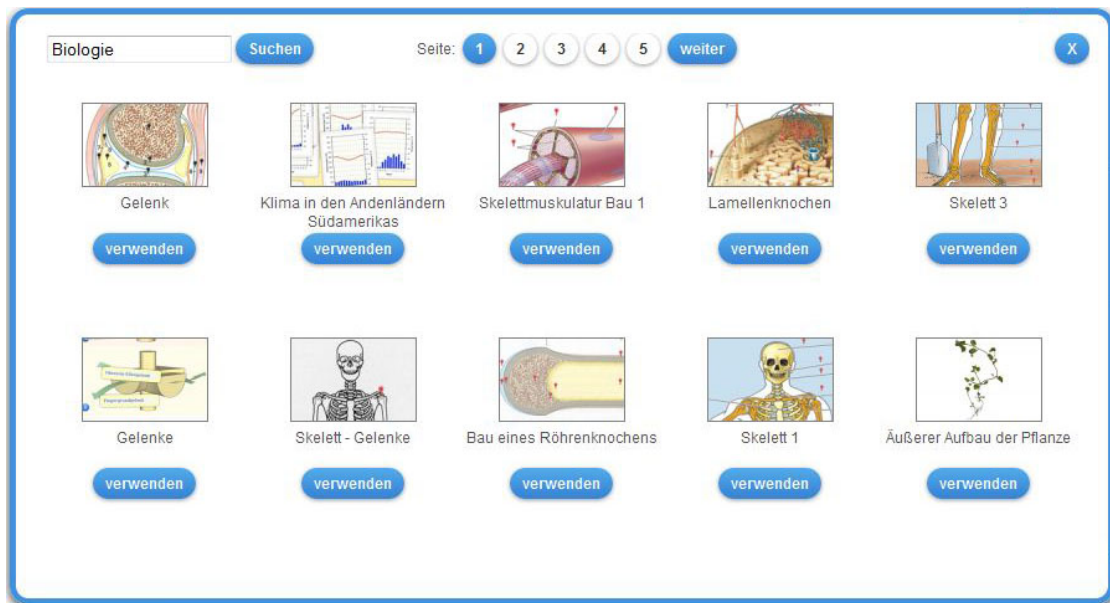 Biologie Suchen Seite: 1 2 3 4 5 weiter X
Gelenk
Klima in den Andenländern
Südamerikas
Skelettmuskulatur Bau 1
Lamellenknochen
Skelett 3
verwenden verwenden verwenden verwenden verwenden
Gelenke
Skelett - Gelenke
Bau eines Röhrenknochens
Skelett 1
Äußerer Aufbau der Pflanze
verwenden verwenden verwenden verwenden verwenden